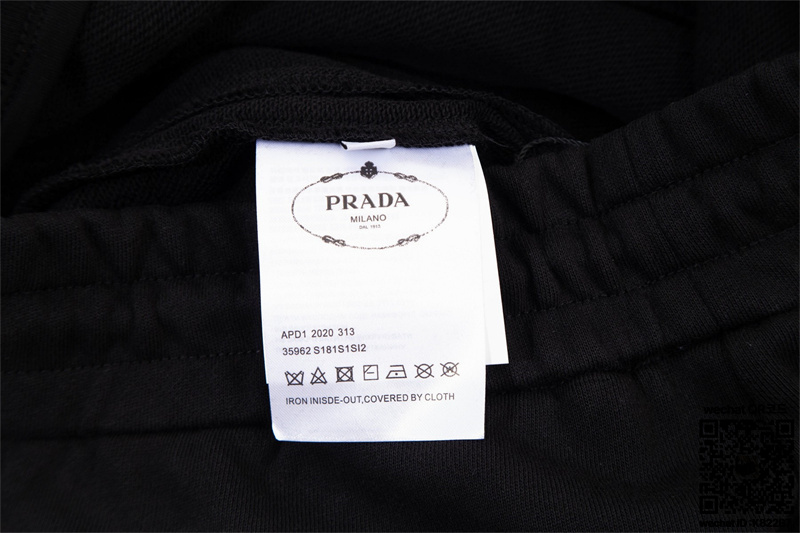 PRADA
MILANO
DAL 1913
APD1 2020 313
35962 S181S1SI2
IRON INISDE-OUT,COVERED BY CLOTH